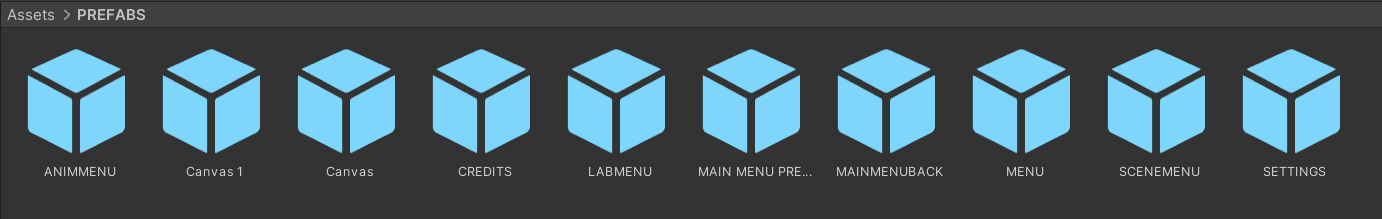 Assets > PREFABS
ANIMMENU Canvas 1 Canvas CREDITS LABMENU MAIN MENU PRE... MAINMENUBACK MENU SCENEMENU SETTINGS